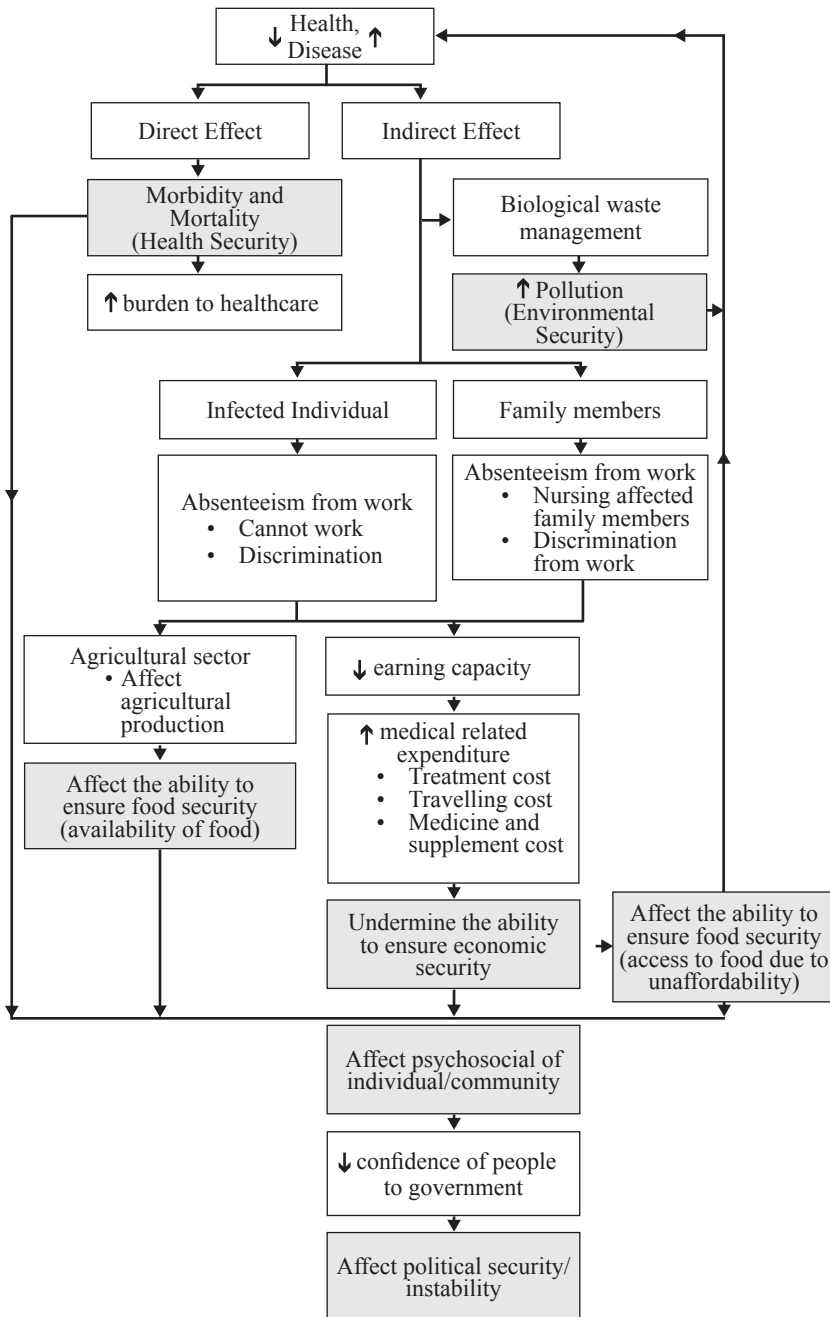 ↓ Health, ↑
Disease
Direct Effect
Indirect Effect
Morbidity and
Mortality
(Health Security)
Biological waste
management
↑ burden to healthcare
↑ Pollution
(Environmental
Security)
Infected Individual
Family members
Absenteeism from work
• Cannot work
• Discrimination
Absenteeism from work
• Nursing affected
family members
• Discrimination
from work
Agricultural sector
• Affect
agricultural
production
↓ earning capacity
↑ medical related
expenditure
• Treatment cost
• Travelling cost
• Medicine and
supplement cost
Affect the ability to
ensure food security
(availability of food)
Undermine the ability
to ensure economic
security
Affect the ability to
ensure food security
(access to food due to
unaffordability)
Affect psychosocial of
individual/community
↓ confidence of people
to government
Affect political security/
instability